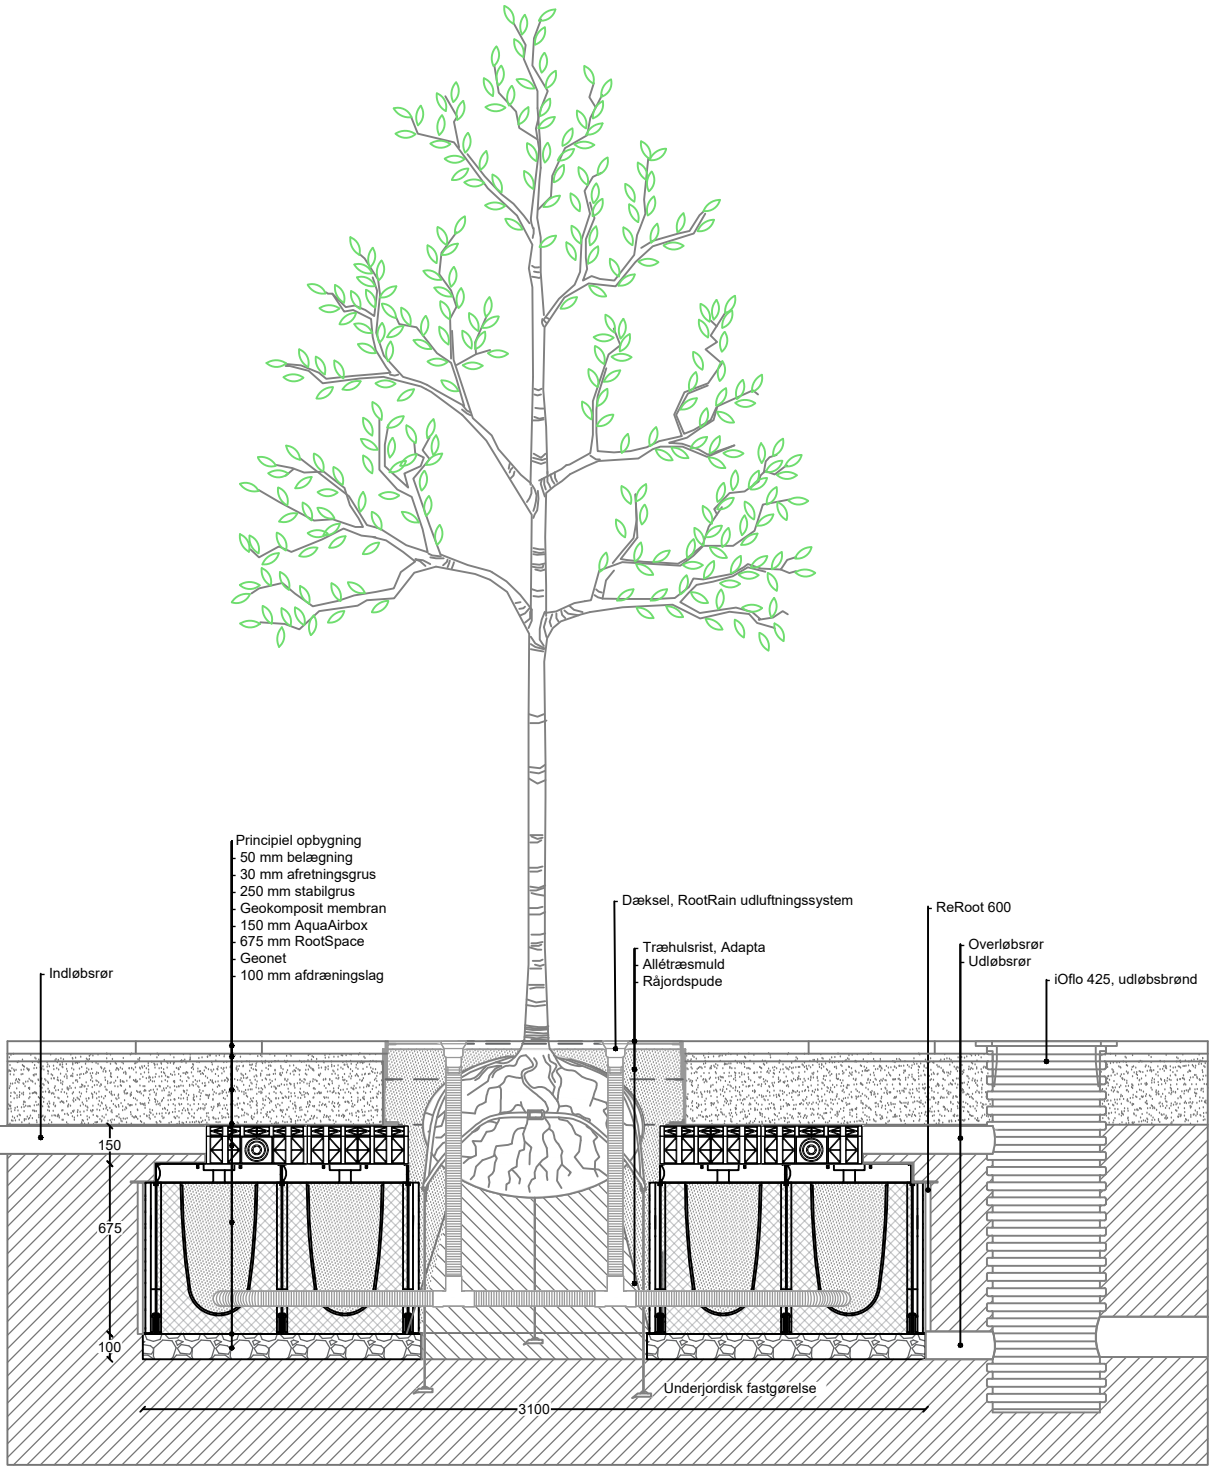 Principiel opbygning
50 mm belægning
30 mm afretningsgrus
250 mm stabilgrus
Geokomposit membran
150 mm AquaAirbox
675 mm RootSpace
Geonet
100 mm afdræningslag
Indløbsrør
Dæksel, RootRain udluftningssystem
Træhulsrist, Adapta
Allétræsmuld
Råjordspude
ReRoot 600
Overløbsrør
Udløbsrør
iOflo 425, udløbsbrønd
150
675
100
Underjordisk fastgørelse
3100